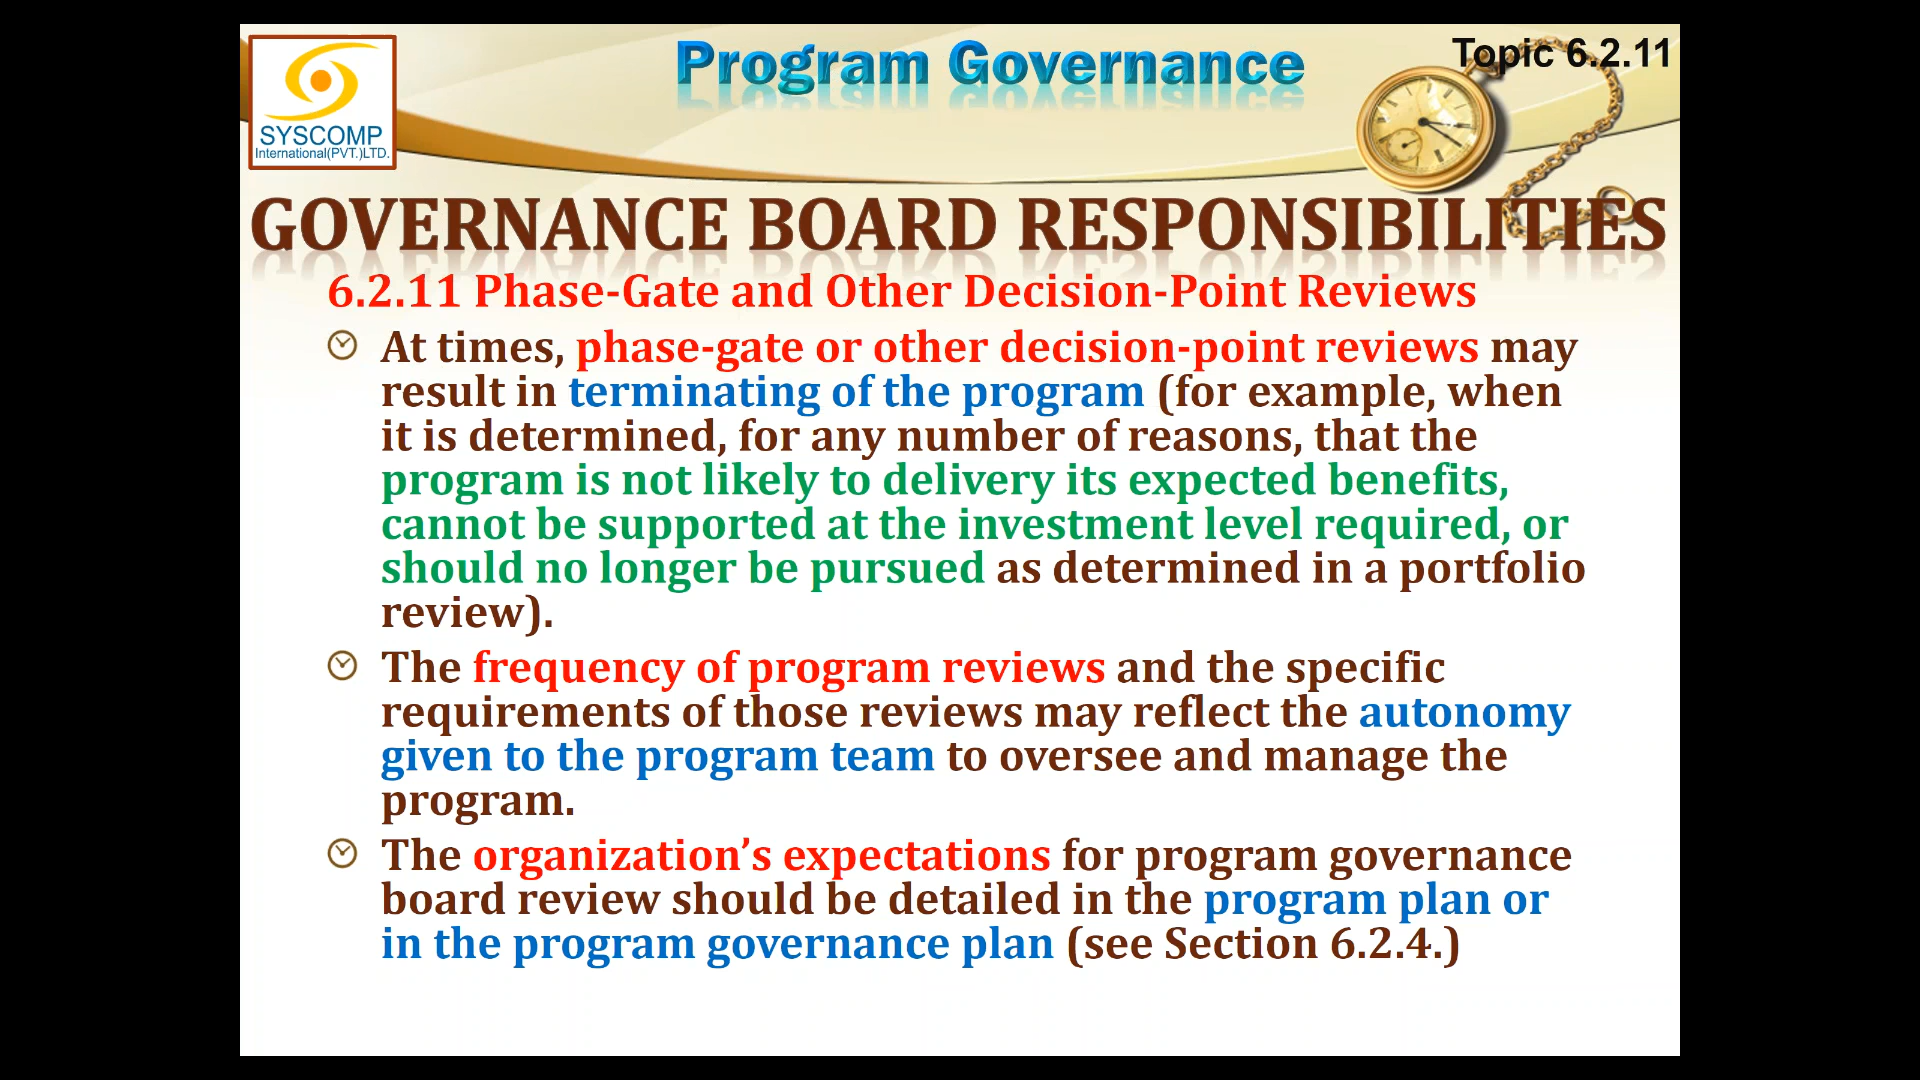 SYSCOMP
International(PVT.)LTD.
Program Governance
Topic 6.2.11
GOVERNANCE BOARD RESPONSIBILITIES
6.2.11 Phase-Gate and Other Decision-Point Reviews
At times, phase-gate or other decision-point reviews may
result in terminating of the program (for example, when
it is determined, for any number of reasons, that the
program is not likely to delivery its expected benefits,
cannot be supported at the investment level required, or
should no longer be pursued as determined in a portfolio
review).
The frequency of program reviews and the specific
requirements of those reviews may reflect the autonomy
given to the program team to oversee and manage the
program.
The organization’s expectations for program governance
board review should be detailed in the program plan or
in the program governance plan (see Section 6.2.4.)